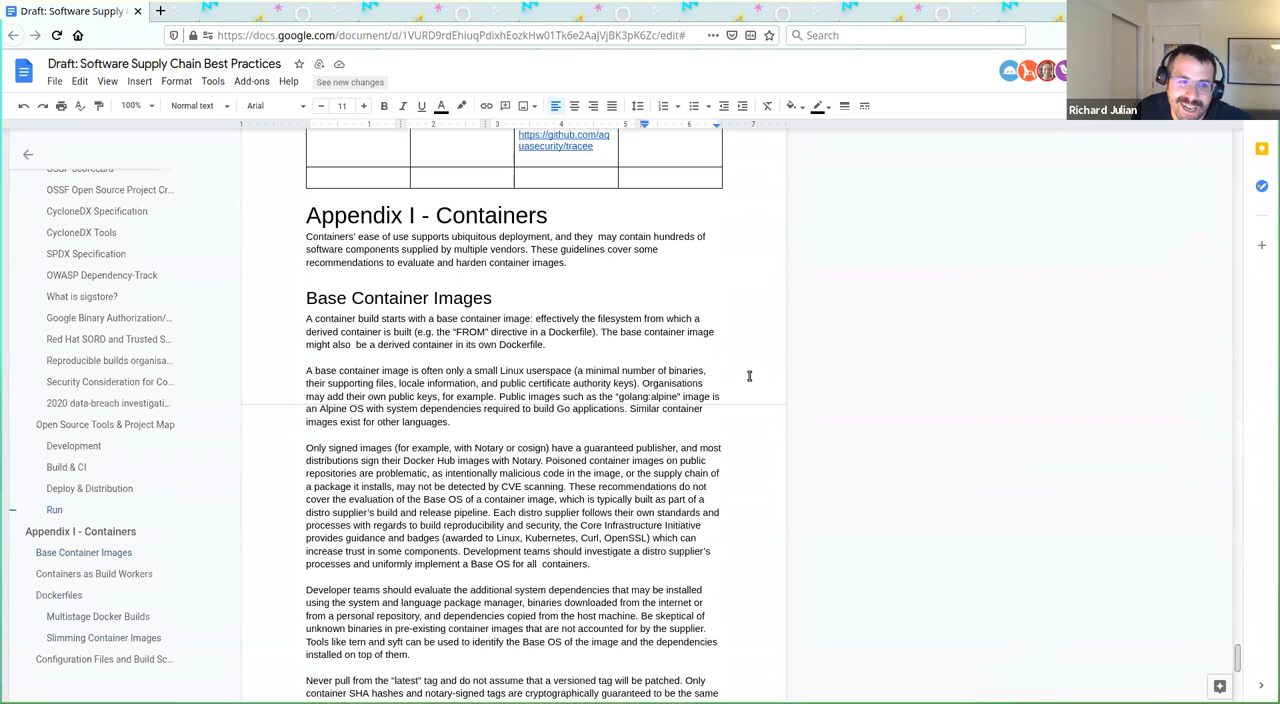 Draft: Software Supply C
https://docs.google.com/document/d/1VURD9rdEhiuqPdixhEozkHw01Tk6e2AaJVjBK3pK6Zc/edit#
Search
Richard Julian
Draft: Software Supply Chain Best Practices
File Edit View Insert Format Tools Add-ons Help See new changes
100% Normal text Arial 11
1 1 2 3 4 5 6 7
https://github.com/aq
uasecurity/tracee
OSSF Scorecard
OSSF Open Source Project Cr...
CycloneDX Specification
CycloneDX Tools
SPDX Specification
OWASP Dependency-Track
What is sigstore?
Google Binary Authorization/...
Red Hat SORD and Trusted S...
Reproducible builds organisa...
Security Consideration for Co...
2020 data-breach investigati...
Open Source Tools & Project Map
Development
Build & CI
Deploy & Distribution
Run
Appendix I - Containers
Base Container Images
Containers as Build Workers
Dockerfiles
Multistage Docker Builds
Slimming Container Images
Configuration Files and Build Sc...
Appendix I - Containers
Containers' ease of use supports ubiquitous deployment, and they may contain hundreds of
software components supplied by multiple vendors. These guidelines cover some
recommendations to evaluate and harden container images.
Base Container Images
A container build starts with a base container image: effectively the filesystem from which a
derived container is built (e.g. the “FROM” directive in a Dockerfile). The base container image
might also be a derived container in its own Dockerfile.
A base container image is often only a small Linux userspace (a minimal number of binaries,
their supporting files, locale information, and public certificate authority keys). Organisations
may add their own public keys, for example. Public images such as the “golang:alpine” image is
an Alpine OS with system dependencies required to build Go applications. Similar container
images exist for other languages.
Only signed images (for example, with Notary or cosign) have a guaranteed publisher, and most
distributions sign their Docker Hub images with Notary. Poisoned container images on public
repositories are problematic, as intentionally malicious code in the image, or the supply chain of
a package it installs, may not be detected by CVE scanning. These recommendations do not
cover the evaluation of the Base OS of a container image, which is typically built as part of a
distro supplier's build and release pipeline. Each distro supplier follows their own standards and
processes with regards to build reproducibility and security, the Core Infrastructure Initiative
provides guidance and badges (awarded to Linux, Kubernetes, Curl, OpenSSL) which can
increase trust in some components. Development teams should investigate a distro supplier's
processes and uniformly implement a Base OS for all containers.
Developer teams should evaluate the additional system dependencies that may be installed
using the system and language package manager, binaries downloaded from the internet or
from a personal repository, and dependencies copied from the host machine. Be skeptical of
unknown binaries in pre-existing container images that are not accounted for by the supplier.
Tools like tern and syft can be used to identify the Base OS of the image and the dependencies
installed on top of them.
Never pull from the “latest” tag and do not assume that a versioned tag will be patched. Only
container SHA hashes and notary-signed tags are cryptographically guaranteed to be the same